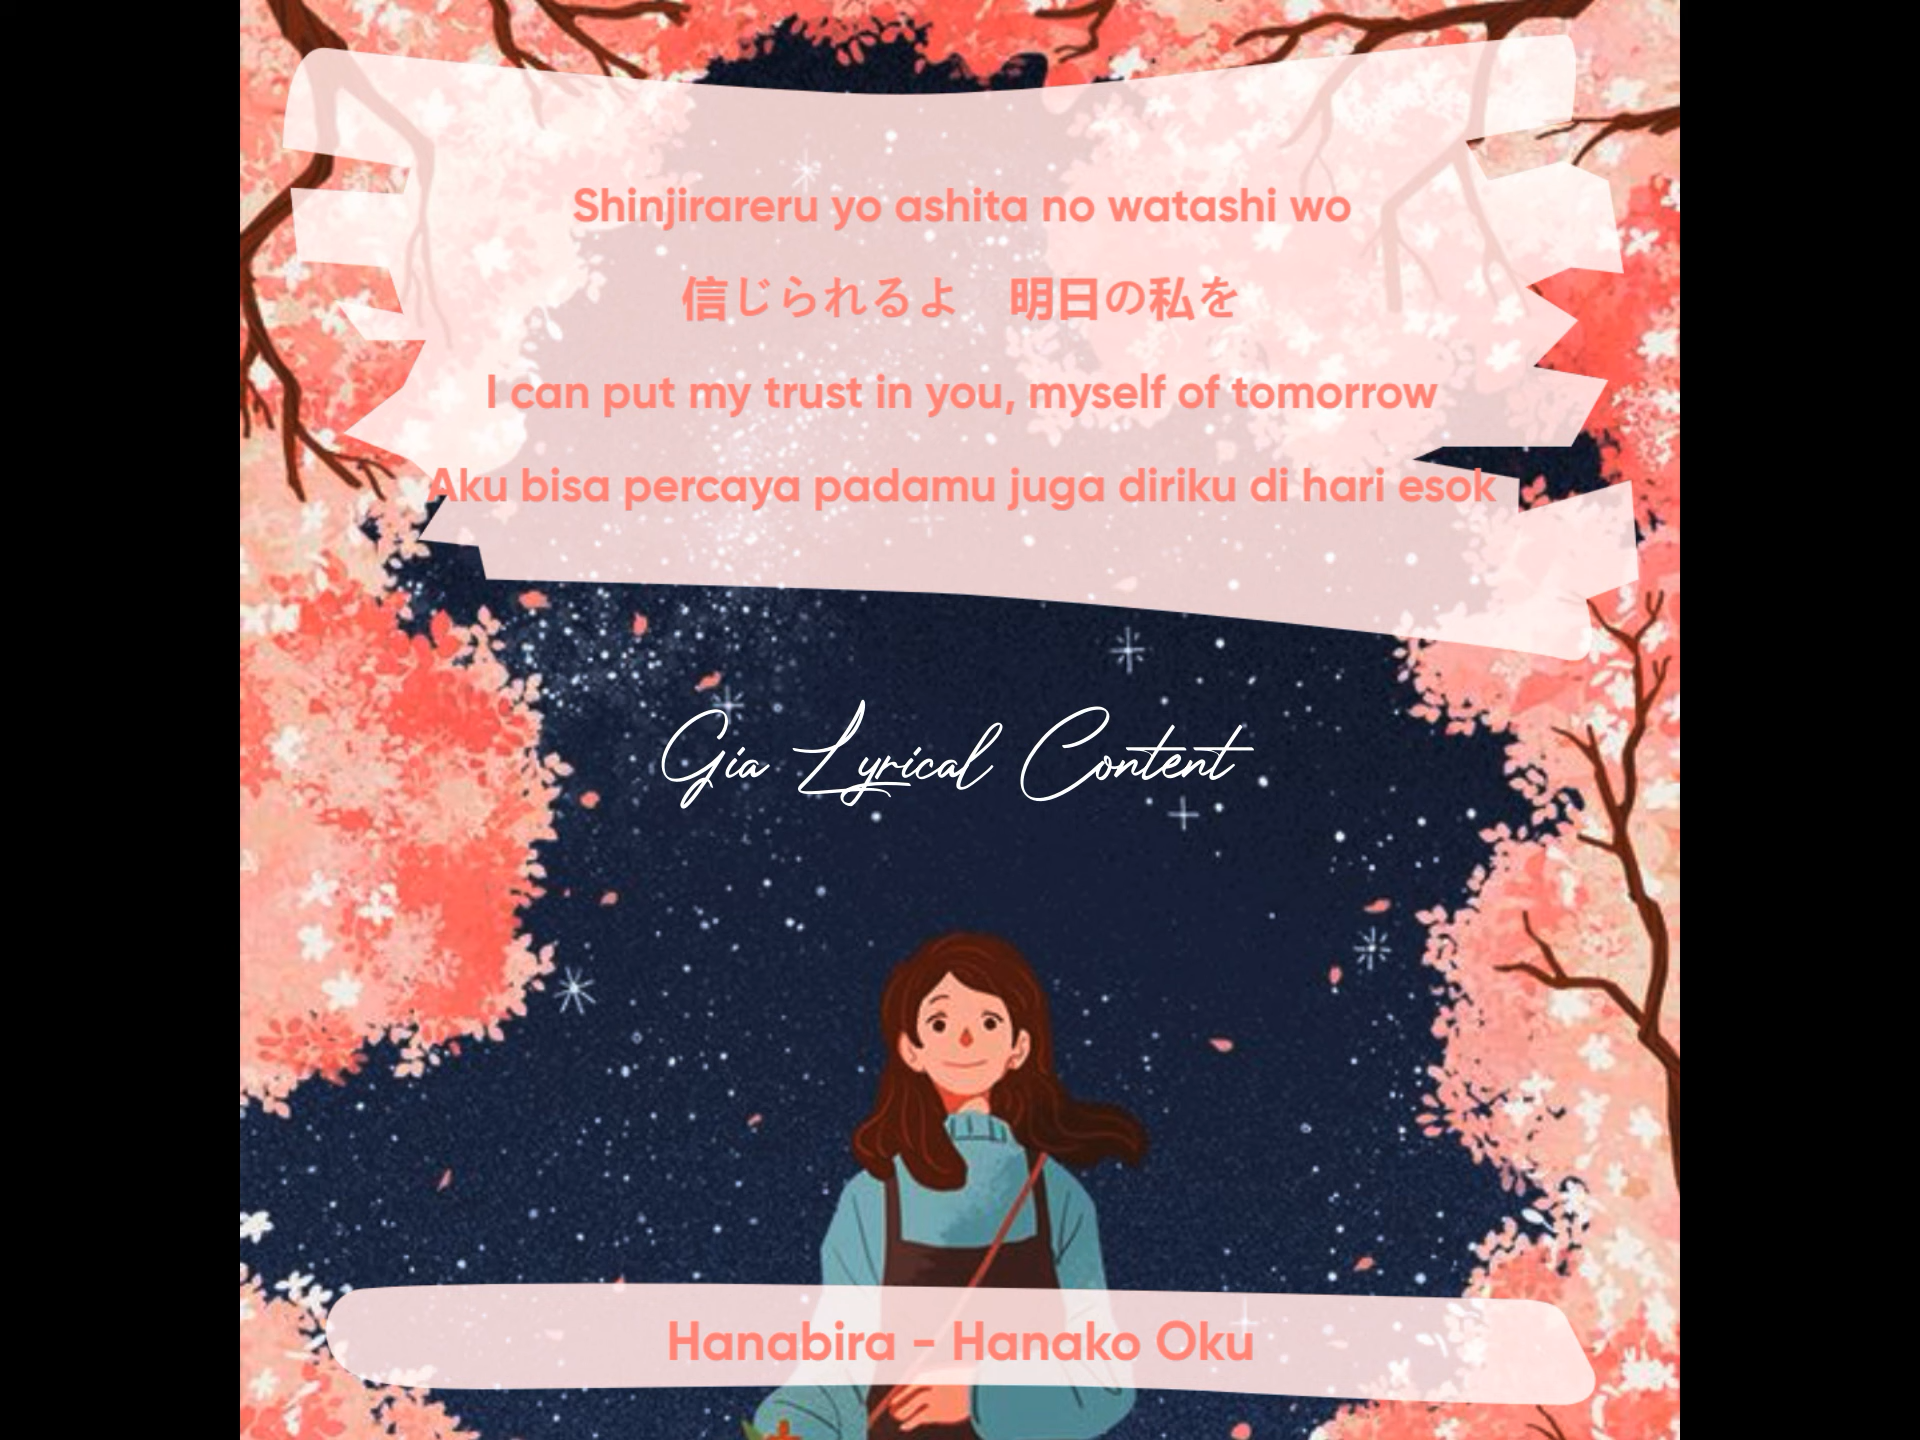 Shinjirareru yo ashita no watashi wo
信じられるよ　明日の私を
I can put my trust in you, myself of tomorrow
Aku bisa percaya padamu juga diriku di hari esok
Gia Lyrical Content
Hanabira - Hanako Oku